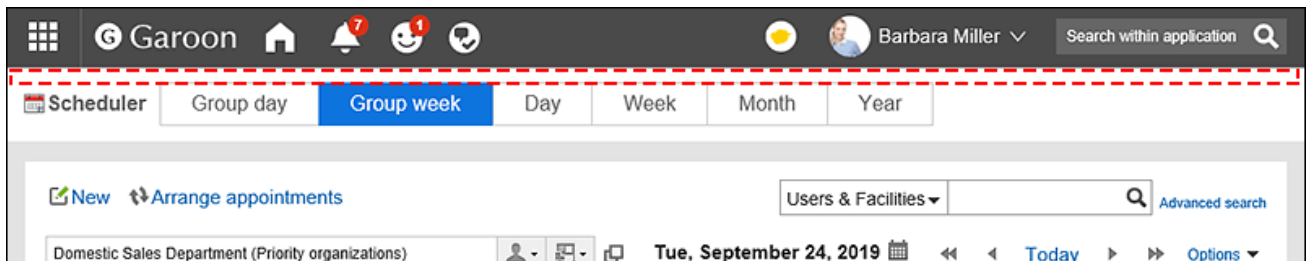 G Garoon 7 1 Barbara Miller Search within application
Scheduler Group day Group week Day Week Month Year
New Arrange appointments Users & Facilities Advanced search
Domestic Sales Department (Priority organizations) Tue, September 24, 2019 Today Options